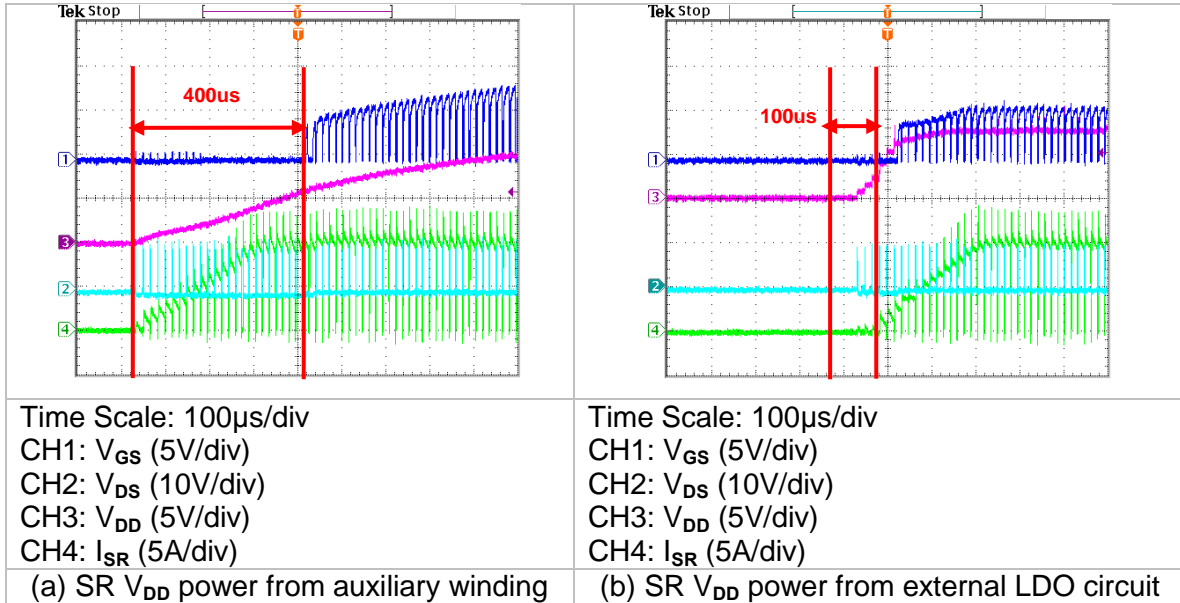 Tek Stop
T
T
400us
1
3
2
4
Time Scale: 100µs/div
CH1: VGS (5V/div)
CH2: VDS (10V/div)
CH3: VDD (5V/div)
CH4: ISR (5A/div)
(a) SR VDD power from auxiliary winding
Tek Stop
T
T
100us
1
3
2
4
Time Scale: 100µs/div
CH1: VGS (5V/div)
CH2: VDS (10V/div)
CH3: VDD (5V/div)
CH4: ISR (5A/div)
(b) SR VDD power from external LDO circuit